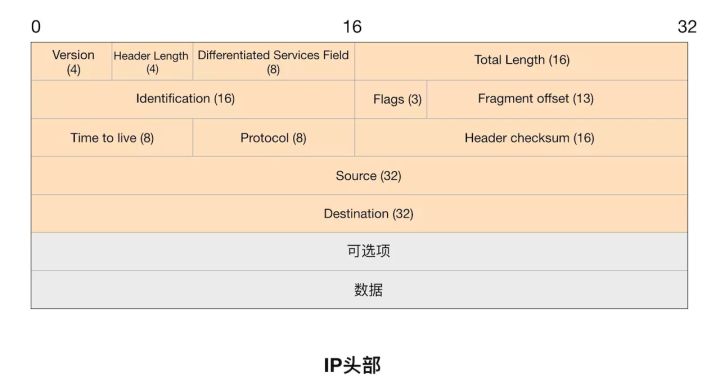 0 16 32
Version (4) Header Length (4) Differentiated Services Field (8) Total Length (16)
Identification (16) Flags (3) Fragment offset (13)
Time to live (8) Protocol (8) Header checksum (16)
Source (32)
Destination (32)
可选项
数据
IP头部